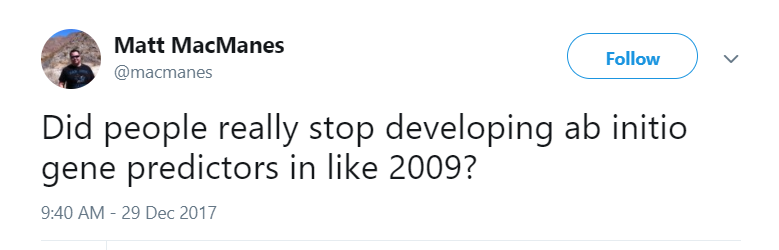 Matt MacManes
@macmanes
Follow
Did people really stop developing ab initio
gene predictors in like 2009?
9:40 AM - 29 Dec 2017